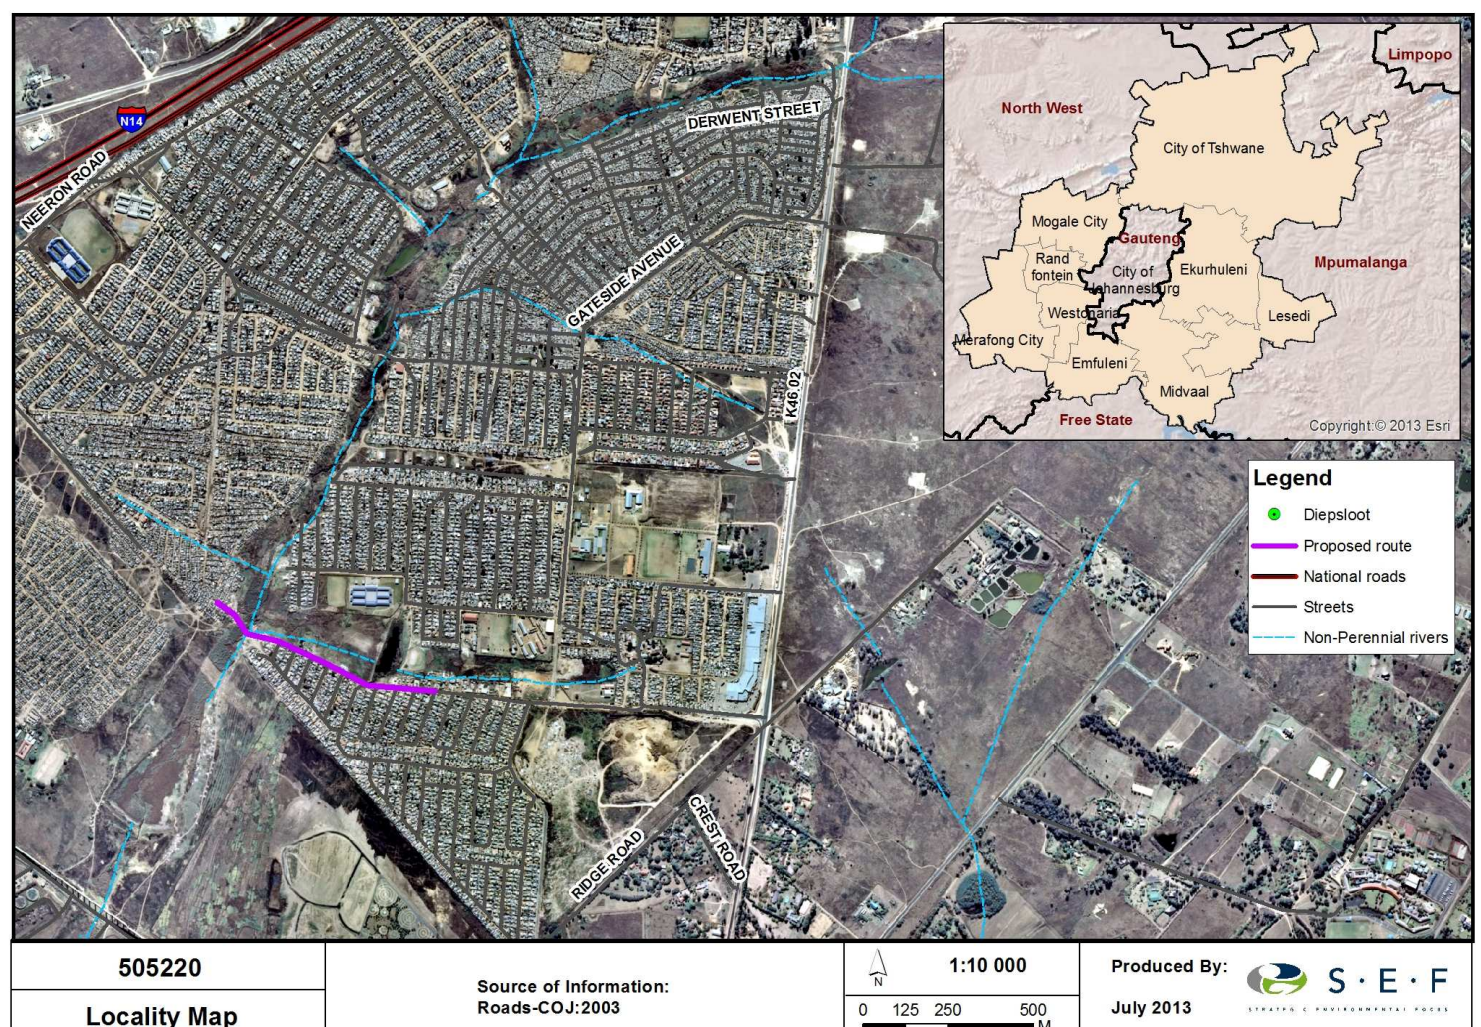 N14
NEERON ROAD
DERWENT STREET
GATESIDE AVENUE
K46 02
RIDGE ROAD
CREST ROAD
Limpopo
North West
City of Tshwane
Mogale City
Gauteng
Rand
fontein
City of
Johannesburg
Ekurhuleni
Mpumalanga
Westonaria
Lesedi
Merafong City
Emfuleni
Midvaal
Free State
Copyright:© 2013 Esri
Legend
Diepsloot
Proposed route
National roads
Streets
Non-Perennial rivers
505220
Locality Map
Source of Information:
Roads-COJ:2003
N
1:10 000
0 125 250 500
M
Produced By:
July 2013
S·E·F
STRATEGIC ENVIRONMENTAL FOCUS